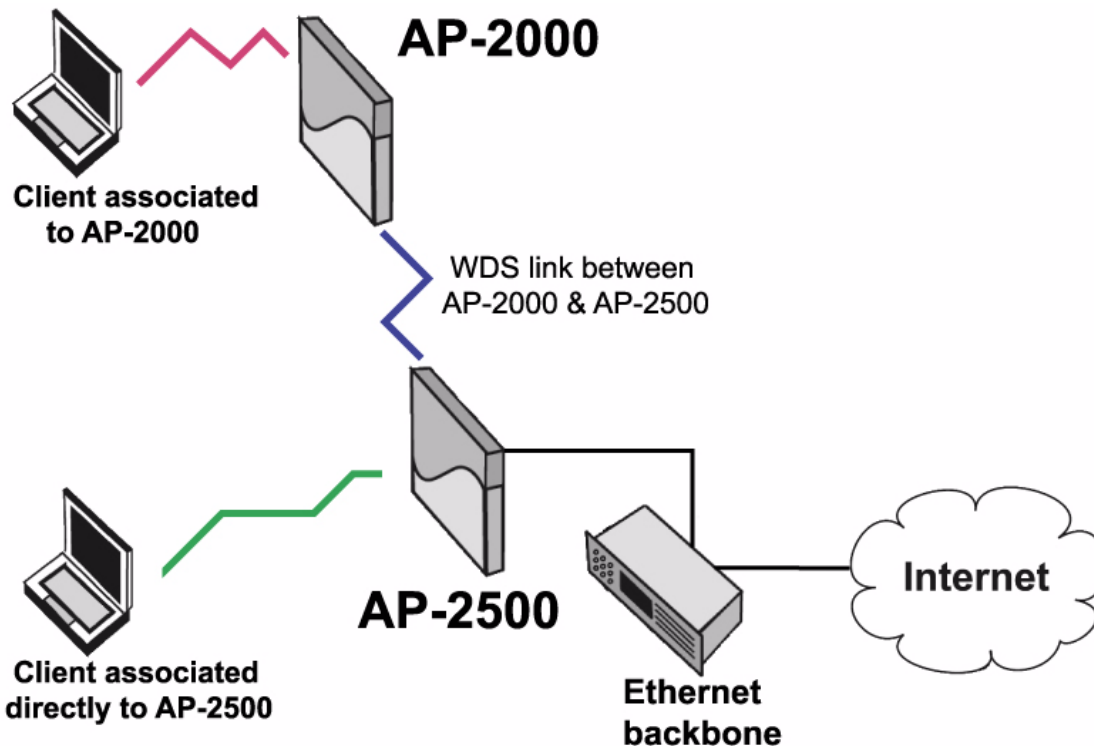 AP-2000
Client associated
to AP-2000
WDS link between
AP-2000 & AP-2500
AP-2500
Internet
Client associated
directly to AP-2500
Ethernet
backbone